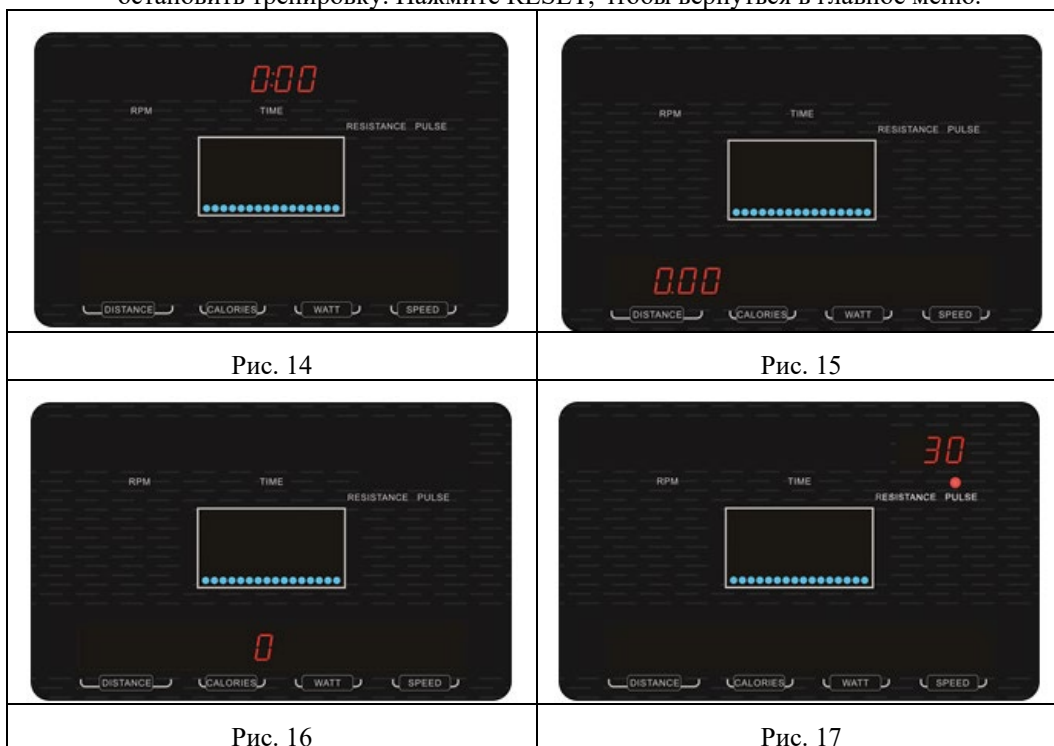 остановить тренировку. Нажмите RESET, чтобы вернуться в главное меню.
0:00
RPM TIME
RESISTANCE PULSE
DISTANCE CALORIES WATT SPEED
RPM TIME
RESISTANCE PULSE
0.00
DISTANCE CALORIES WATT SPEED
Рис. 14 Рис. 15
RPM TIME
RESISTANCE PULSE
0
DISTANCE CALORIES WATT SPEED
30
RPM TIME
RESISTANCE PULSE
DISTANCE CALORIES WATT SPEED
Рис. 16 Рис. 17